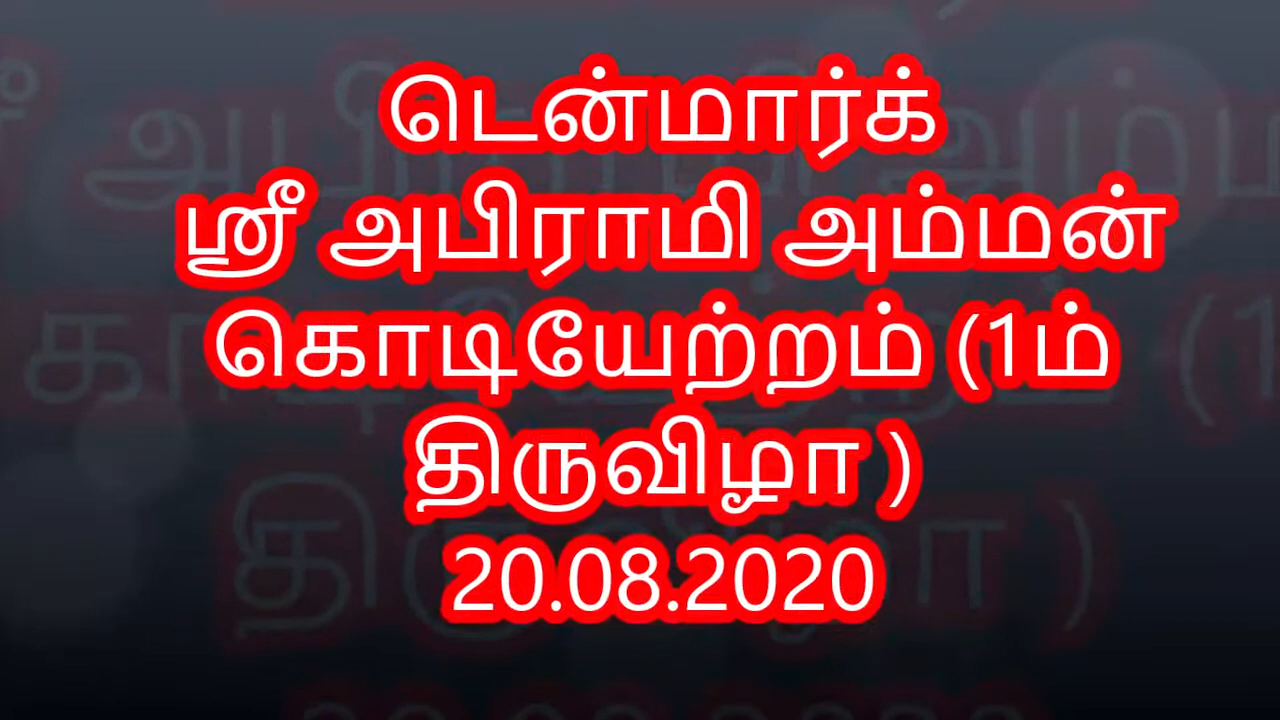 டென்மார்க்
ஸ்ரீ அபிராமி அம்மன்
கொடியேற்றம் (1ம்
திருவிழா )
20.08.2020